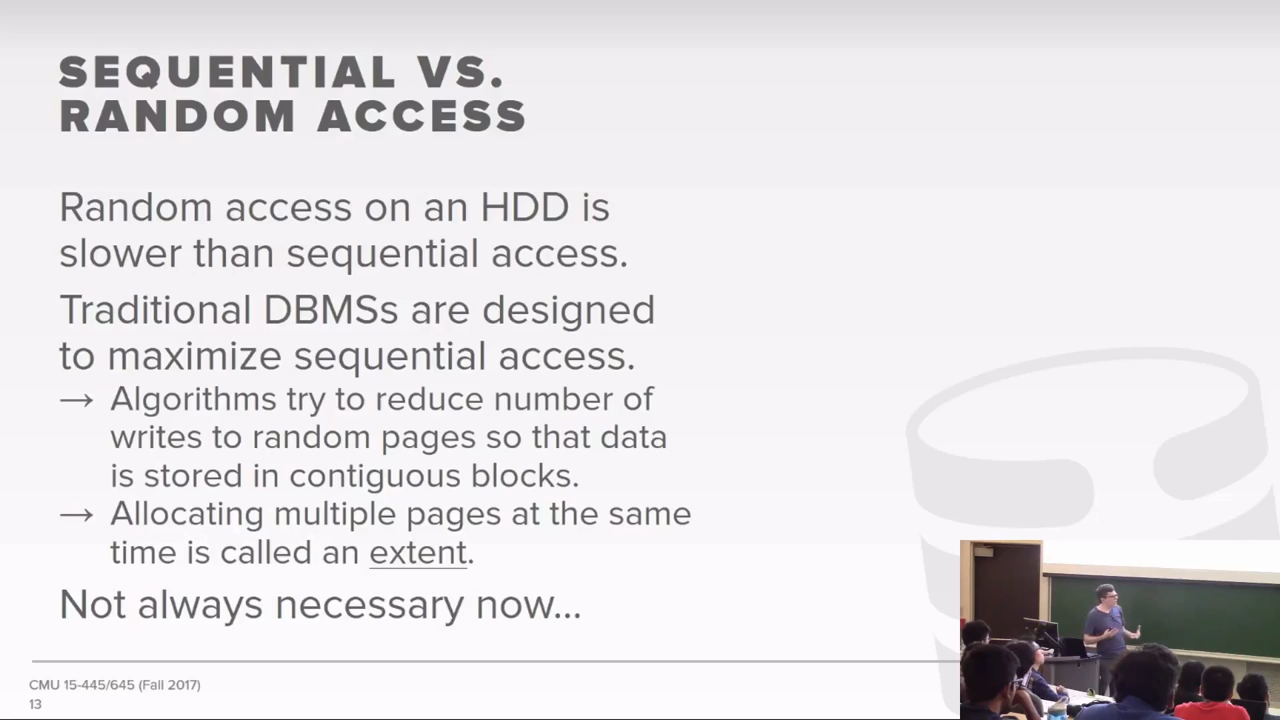 SEQUENTIAL VS.
RANDOM ACCESS
Random access on an HDD is
slower than sequential access.
Traditional DBMSs are designed
to maximize sequential access.
→ Algorithms try to reduce number of
writes to random pages so that data
is stored in contiguous blocks.
→ Allocating multiple pages at the same
time is called an extent.
Not always necessary now...
CMU 15-445/645 (Fall 2017)
13